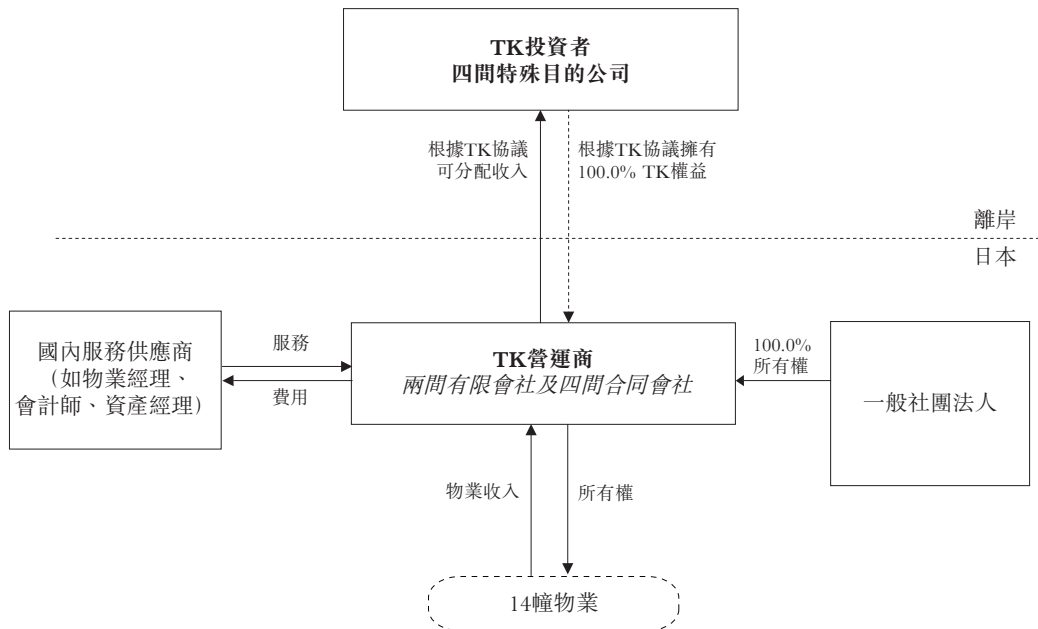 TK投資者
四間特殊目的公司
根據TK協議
可分配收入
根據TK協議擁有
100.0% TK權益
離岸
日本
國內服務供應商
（如物業經理、
會計師、資產經理）
服務
費用
TK營運商
兩間有限會社及四間合同會社
100.0%
所有權
一般社團法人
物業收入
所有權
14幢物業